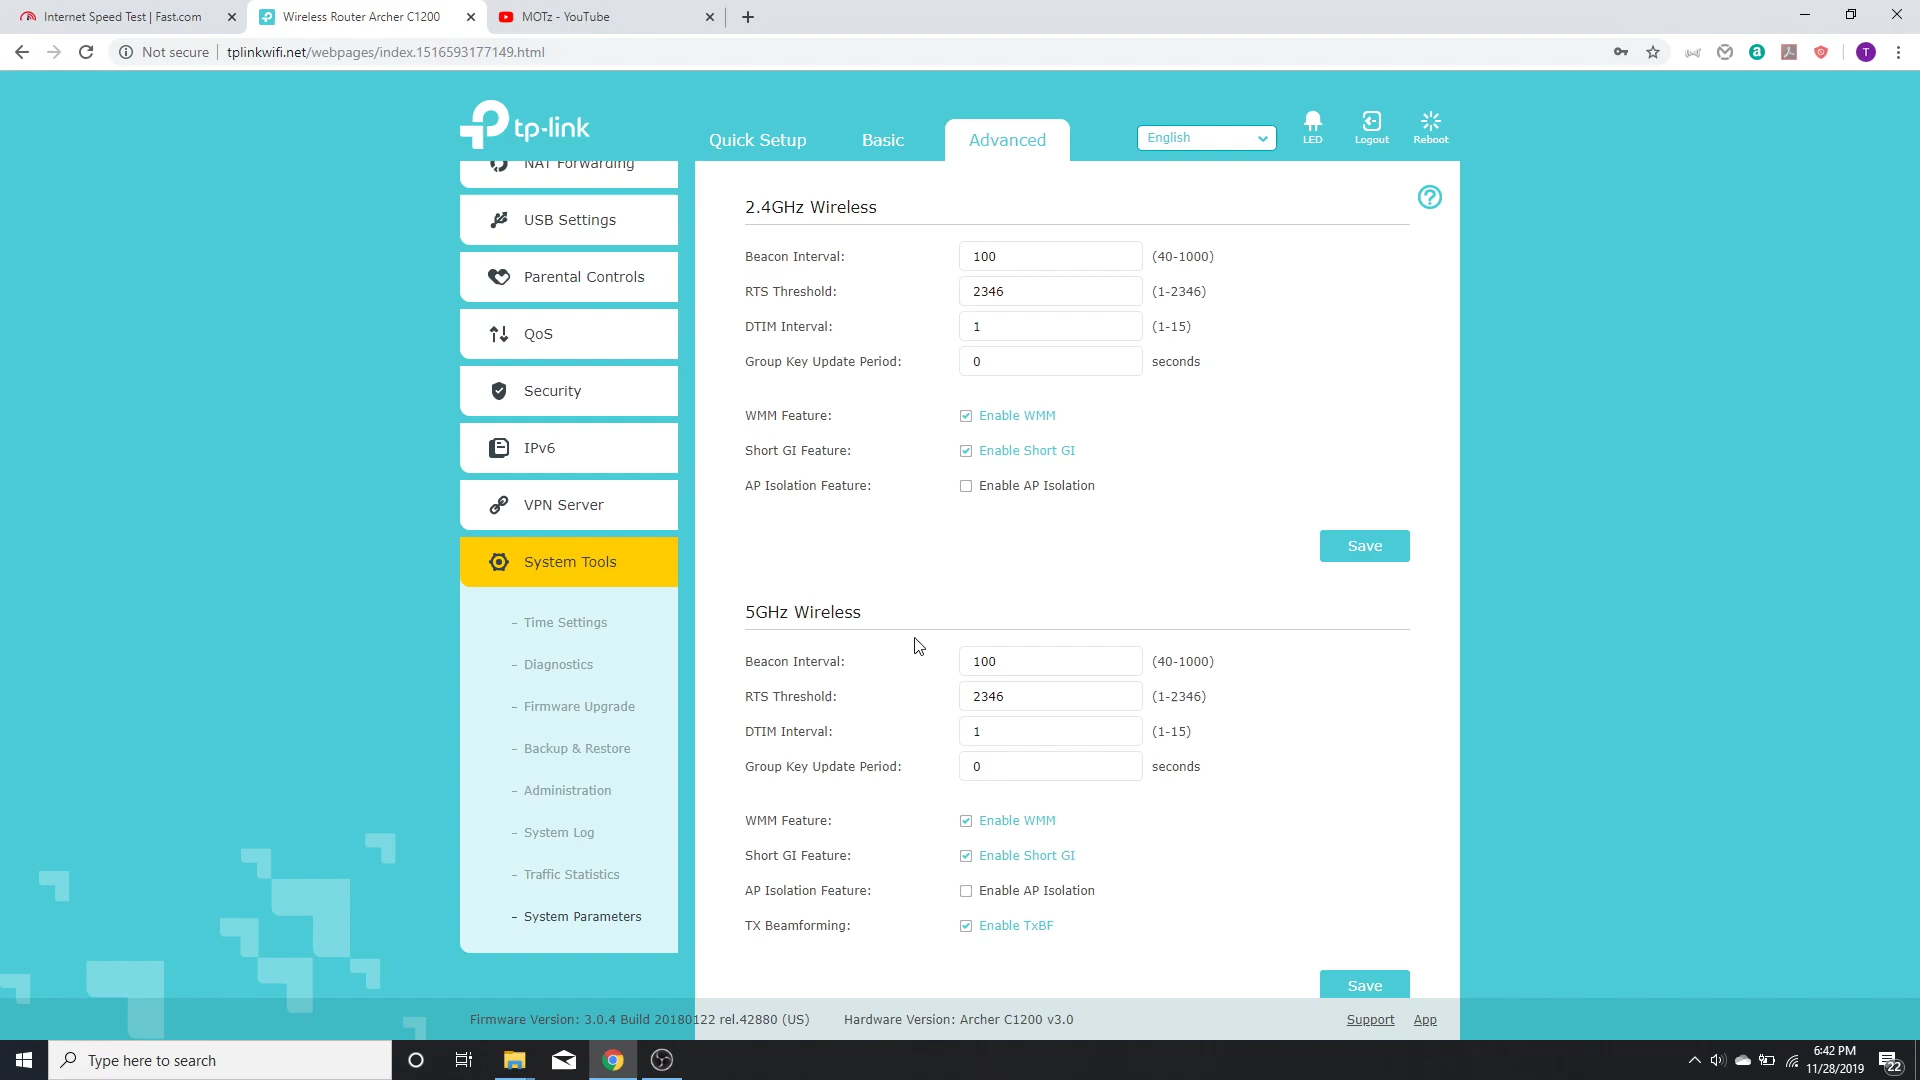 Internet Speed Test | Fast.com
Wireless Router Archer C1200
MOTz - YouTube
Not secure
tplinkwifi.net/webpages/index.1516593177149.html
T
tp-link
Quick Setup
Basic
Advanced
English
LED
Logout
Reboot
NAT Forwarding
USB Settings
Parental Controls
QoS
Security
IPv6
VPN Server
System Tools
- Time Settings
- Diagnostics
- Firmware Upgrade
- Backup & Restore
- Administration
- System Log
- Traffic Statistics
- System Parameters
2.4GHz Wireless
Beacon Interval: 100 (40-1000)
RTS Threshold: 2346 (1-2346)
DTIM Interval: 1 (1-15)
Group Key Update Period: 0 seconds
WMM Feature: Enable WMM
Short GI Feature: Enable Short GI
AP Isolation Feature: Enable AP Isolation
Save
5GHz Wireless
Beacon Interval: 100 (40-1000)
RTS Threshold: 2346 (1-2346)
DTIM Interval: 1 (1-15)
Group Key Update Period: 0 seconds
WMM Feature: Enable WMM
Short GI Feature: Enable Short GI
AP Isolation Feature: Enable AP Isolation
TX Beamforming: Enable TxBF
Save
Firmware Version: 3.0.4 Build 20180122 rel.42880 (US)
Hardware Version: Archer C1200 v3.0
Support
App
Type here to search
6:42 PM
11/28/2019
22